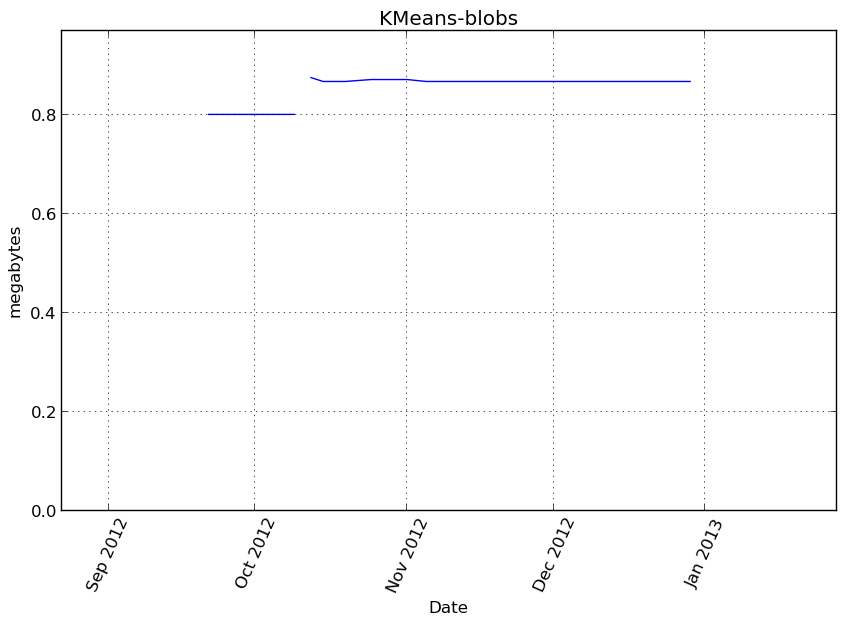 KMeans-blobs
megabytes
0.8
0.6
0.4
0.2
0.0
Sep 2012
Oct 2012
Nov 2012
Dec 2012
Jan 2013
Date